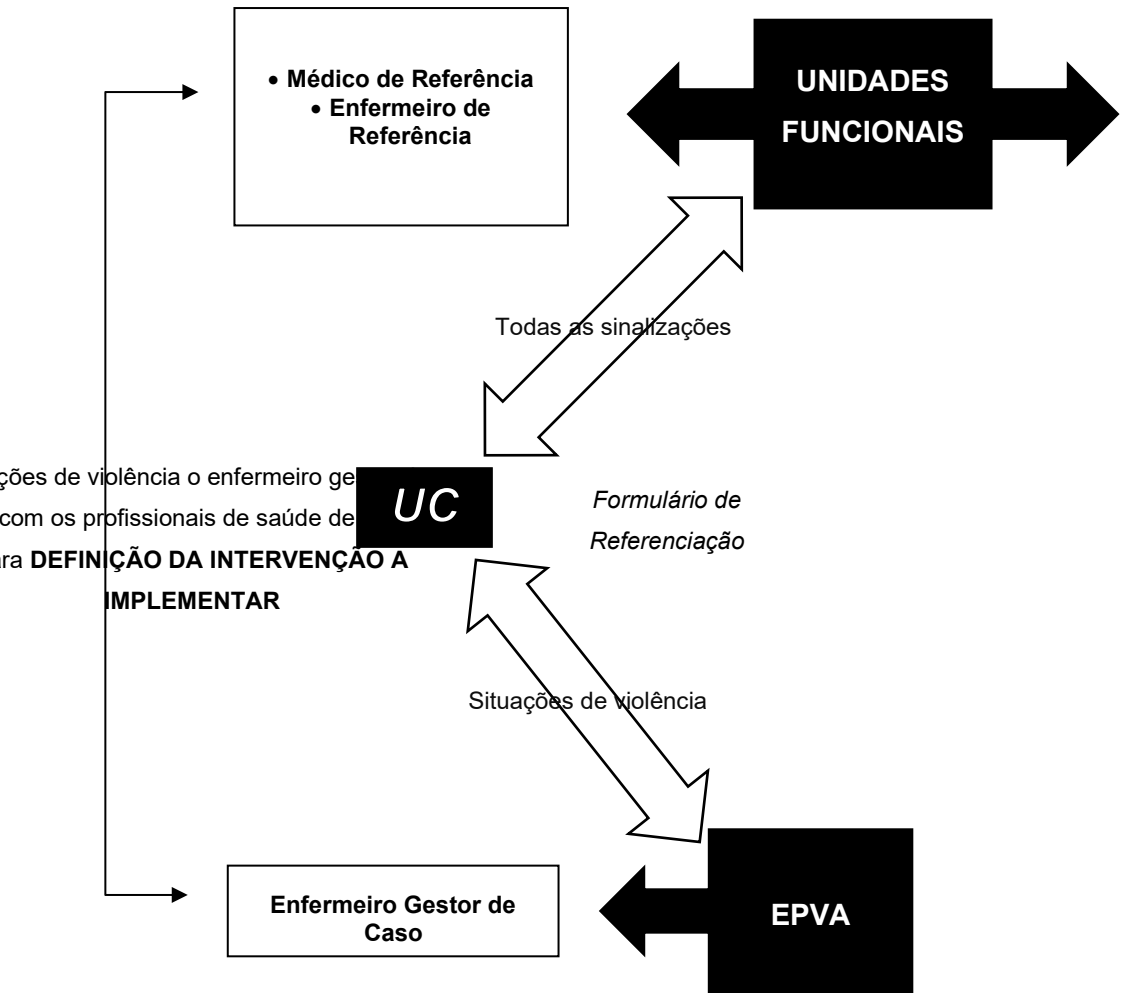 • Médico de Referência
• Enfermeiro de
Referência
UNIDADES
FUNCIONAIS
Todas as sinalizações
ções de violência o enfermeiro ge
com os profissionais de saúde de
ra DEFINIÇÃO DA INTERVENÇÃO A
IMPLEMENTAR
UC
Formulário de
Referenciação
Situações de violência
Enfermeiro Gestor de
Caso
EPVA